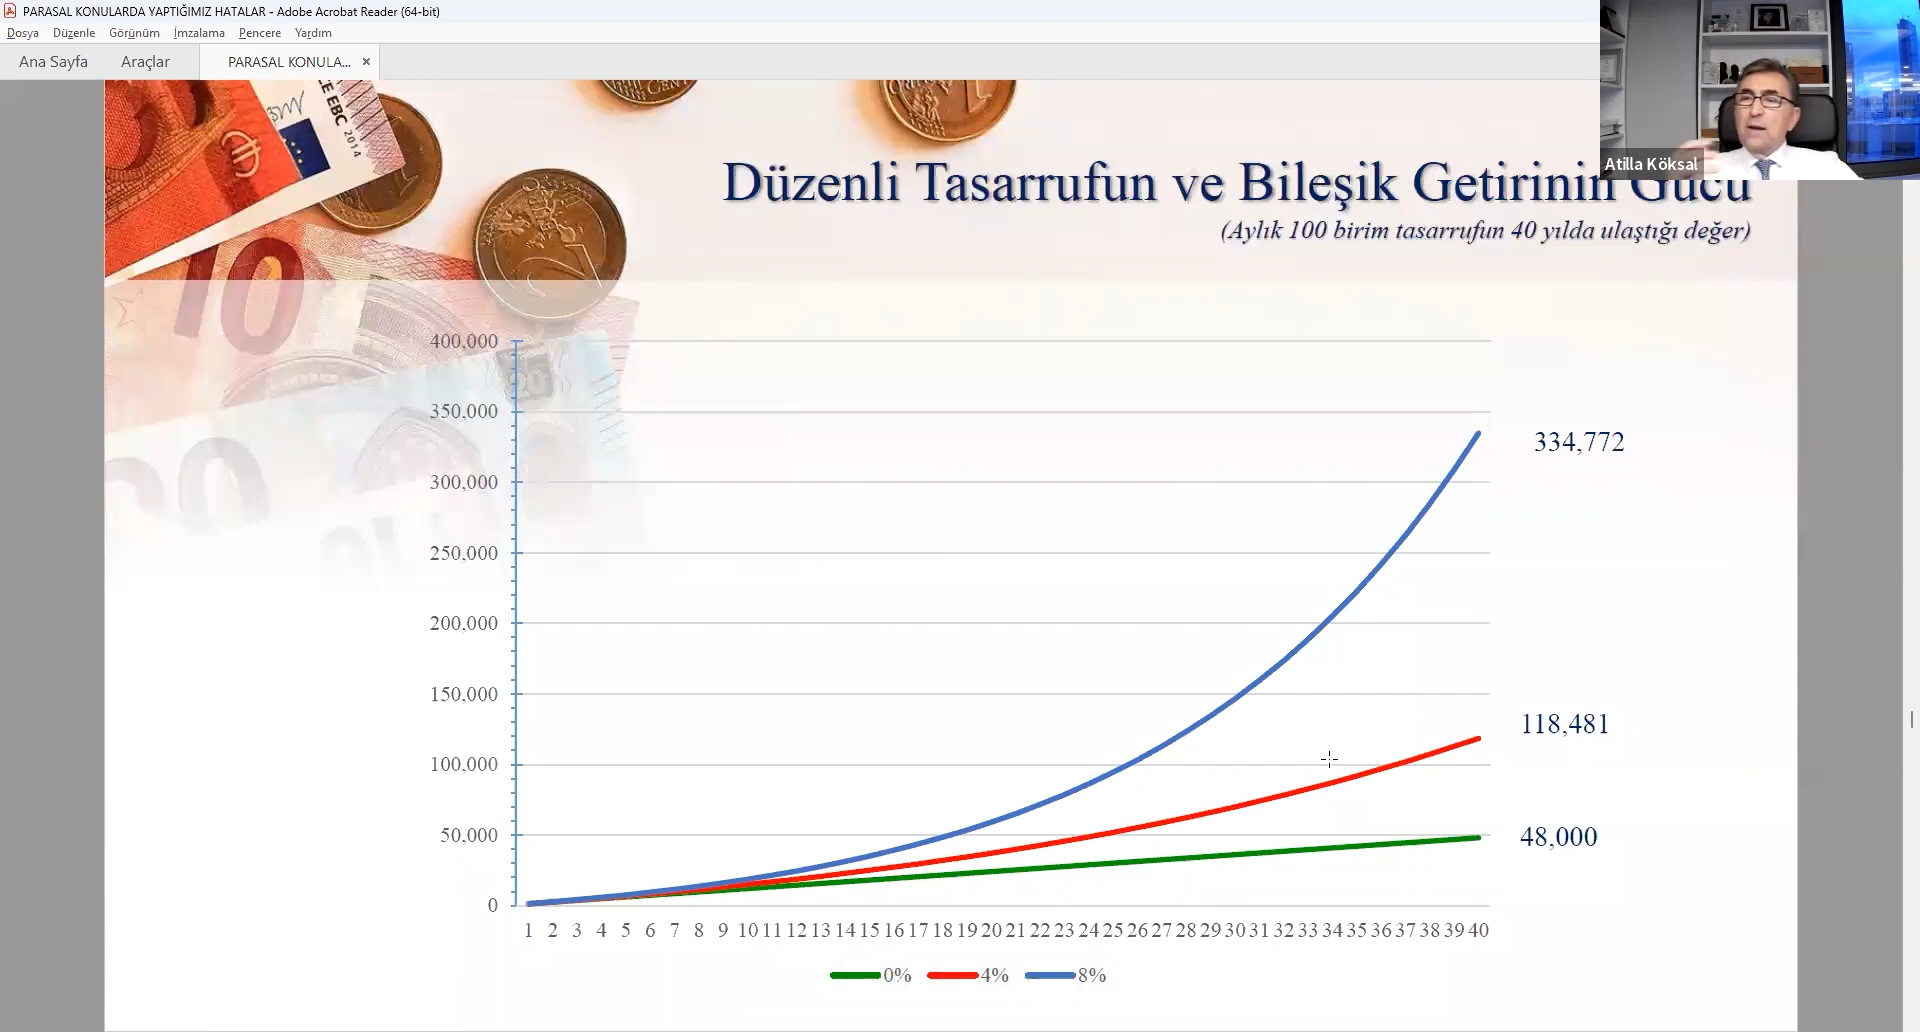 PARASAL KONULARDA YAPTIĞIMIZ HATALAR - Adobe Acrobat Reader (64-bit)
Dosya Düzenle Görünüm İmzalama Pencere Yardım
Ana Sayfa Araçlar PARASAL KONULA... ×
EBC 2014
10
20
Atilla Köksal
Düzenli Tasarrufun ve Bileşik Getirinin Gücü
(Aylık 100 birim tasarrufun 40 yılda ulaştığı değer)
400,000
350,000
334,772
300,000
250,000
200,000
150,000
118,481
100,000
50,000
48,000
0
1 2 3 4 5 6 7 8 9 10 11 12 13 14 15 16 17 18 19 20 21 22 23 24 25 26 27 28 29 30 31 32 33 34 35 36 37 38 39 40
0% 4% 8%